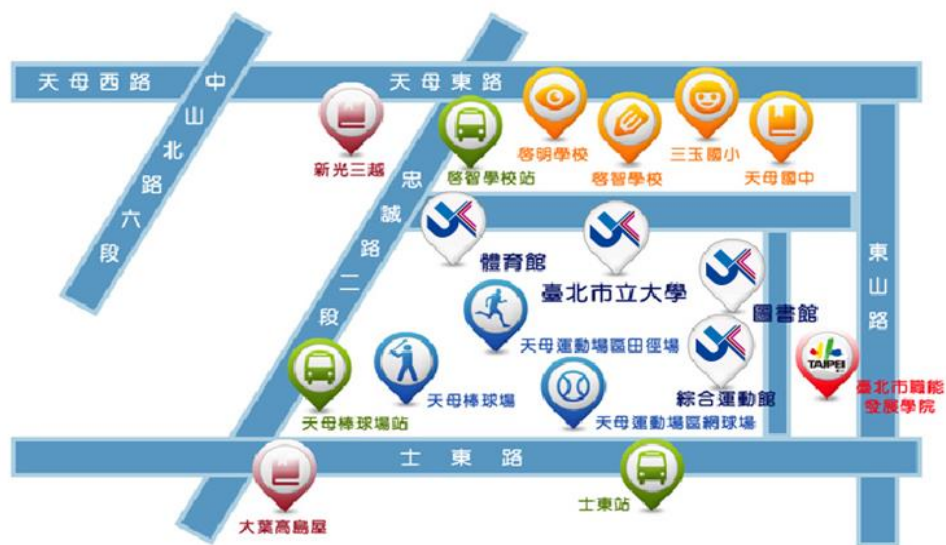 天母西路
中山北路六段
天母東路
新光三越
啓智學校站
啓明學校
啓智學校
三玉國小
天母國中
忠誠路二段
體育館
臺北市立大學
圖書館
東山路
天母運動場區田徑場
天母棒球場站
天母棒球場
天母運動場區網球場
綜合運動館
TAIPEI
臺北市職能
發展學院
士東路
大葉高島屋
士東站